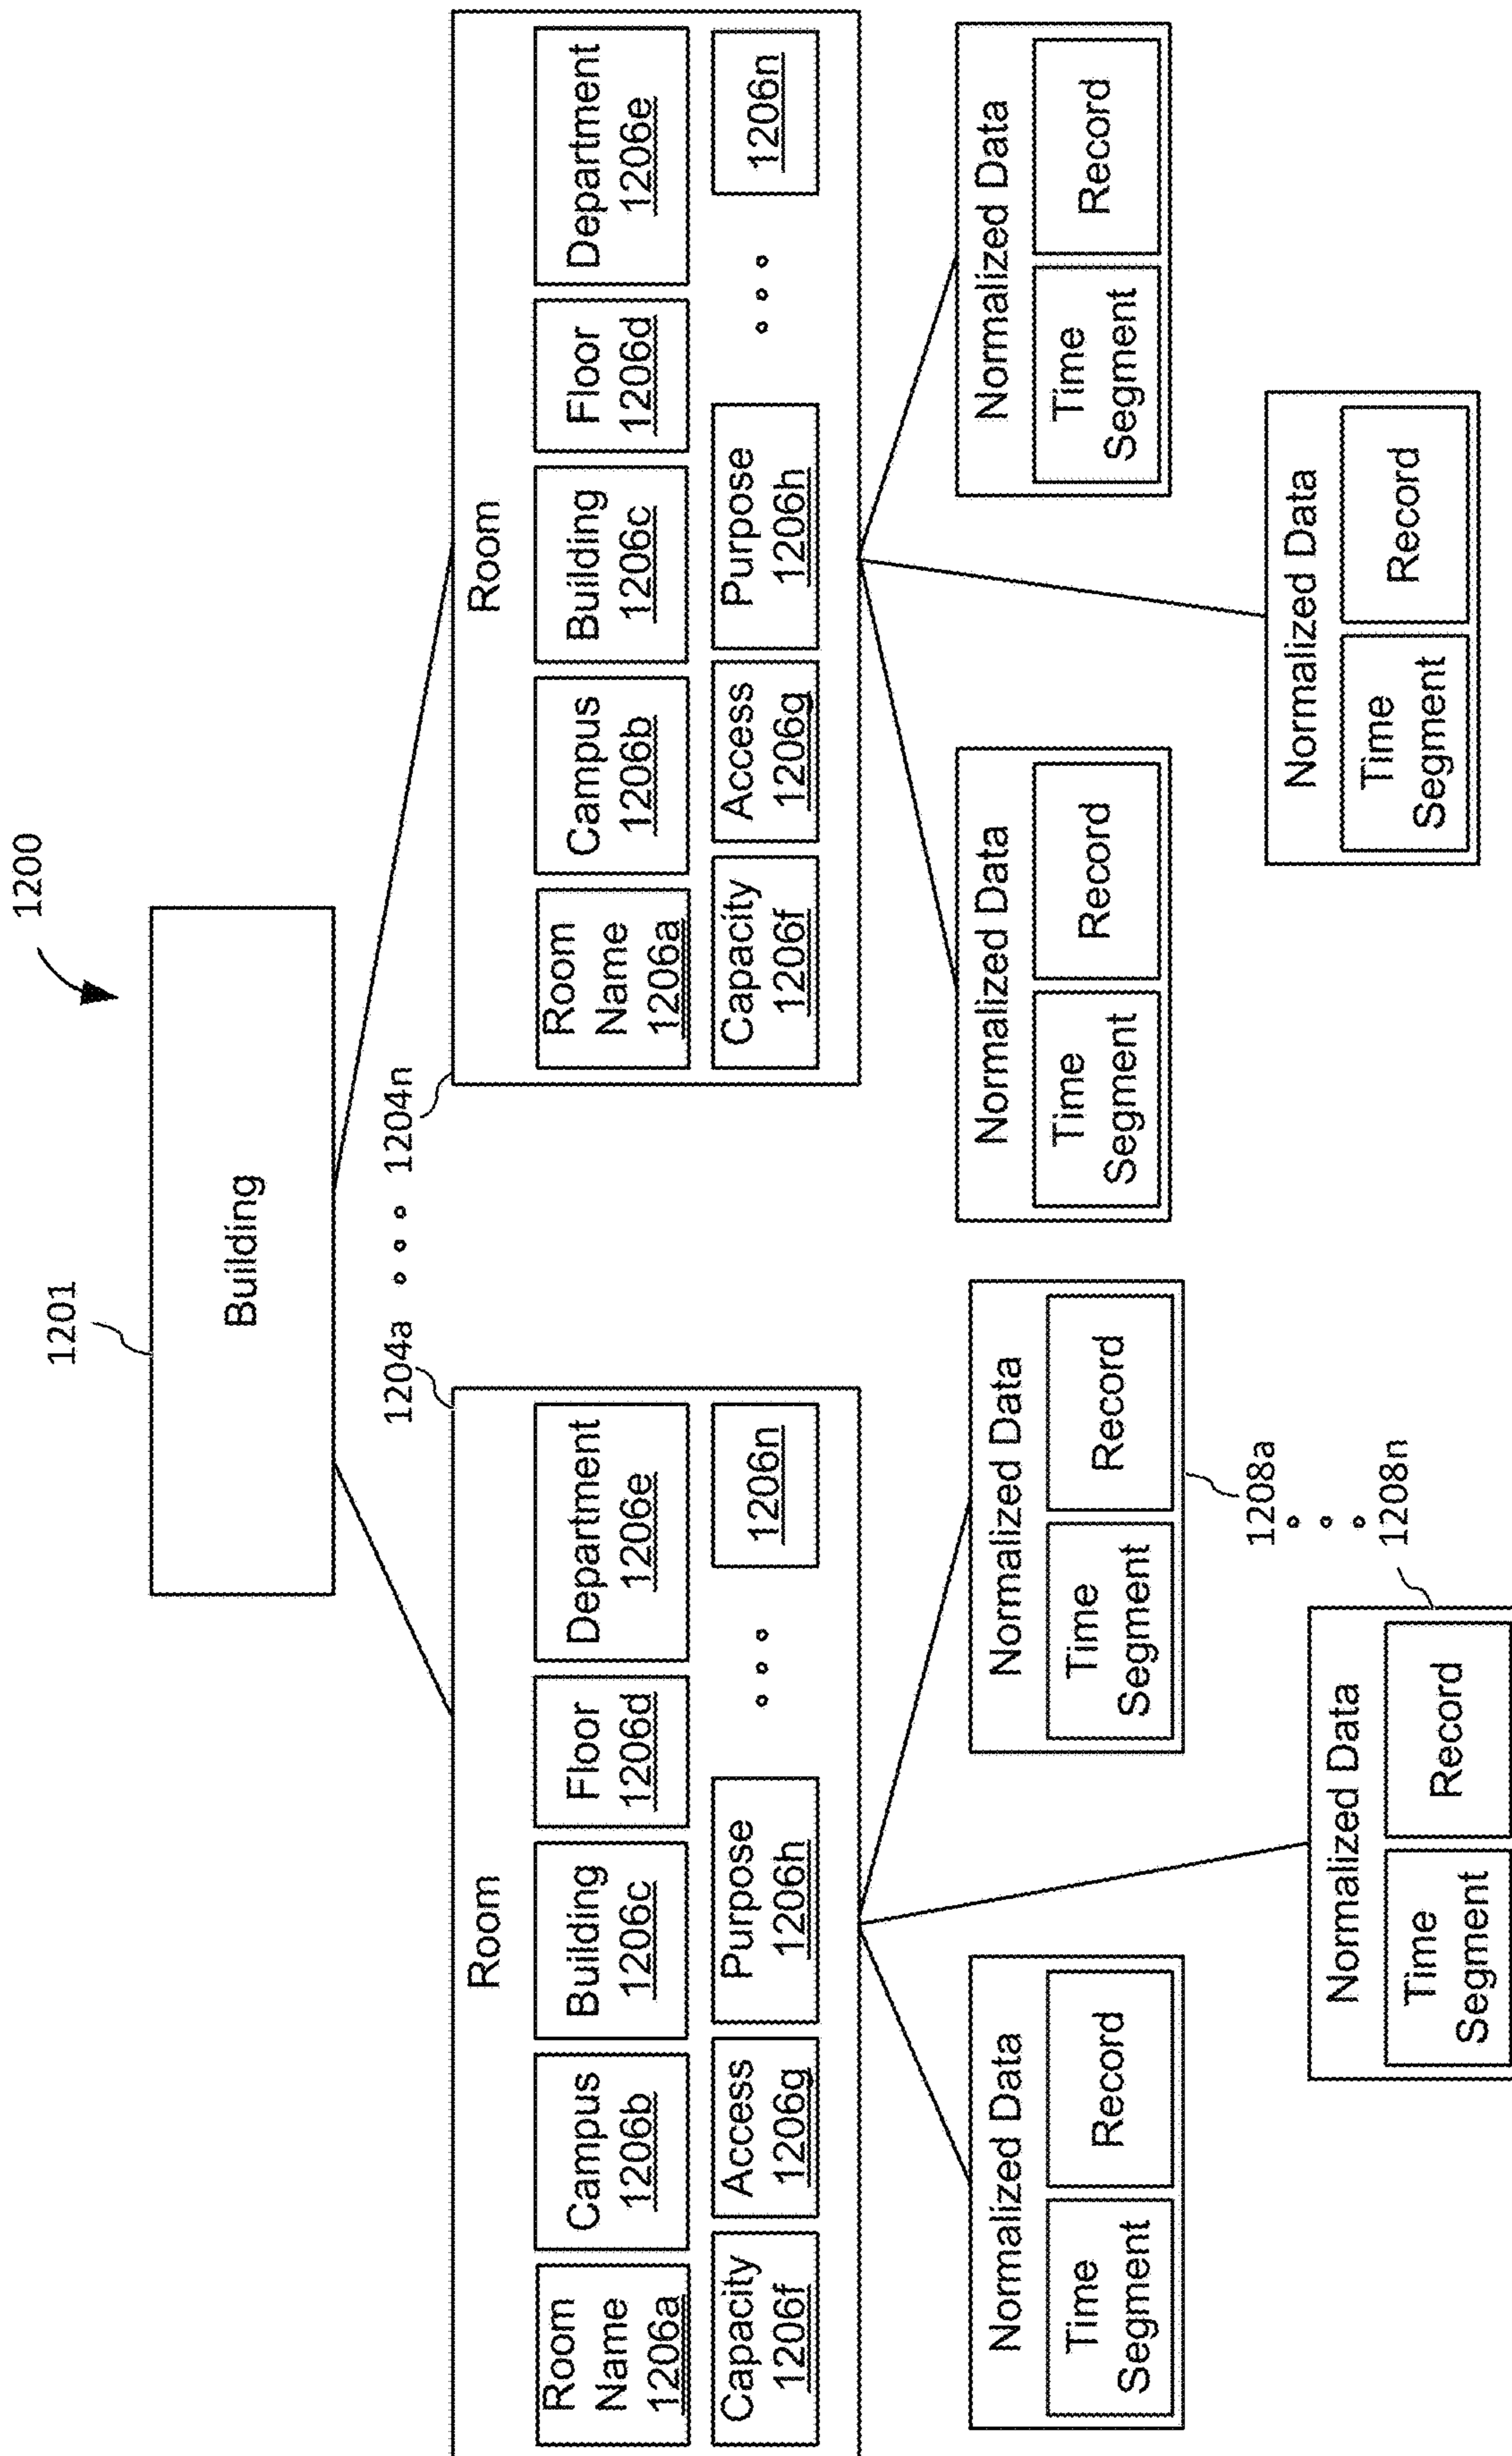 1200
1201
Building
1204a
1204n
Room
Room
Name
1206a
Campus
1206b
Building
1206c
Floor
1206d
Department
1206e
Capacity
1206f
Access
1206g
Purpose
1206h
1206n
Room
Room
Name
1206a
Campus
1206b
Building
1206c
Floor
1206d
Department
1206e
Capacity
1206f
Access
1206g
Purpose
1206h
1206n
Normalized Data
Time
Segment
Record
Normalized Data
Time
Segment
Record
1208a
1208n
Normalized Data
Time
Segment
Record
Normalized Data
Time
Segment
Record
Normalized Data
Time
Segment
Record
Normalized Data
Time
Segment
Record